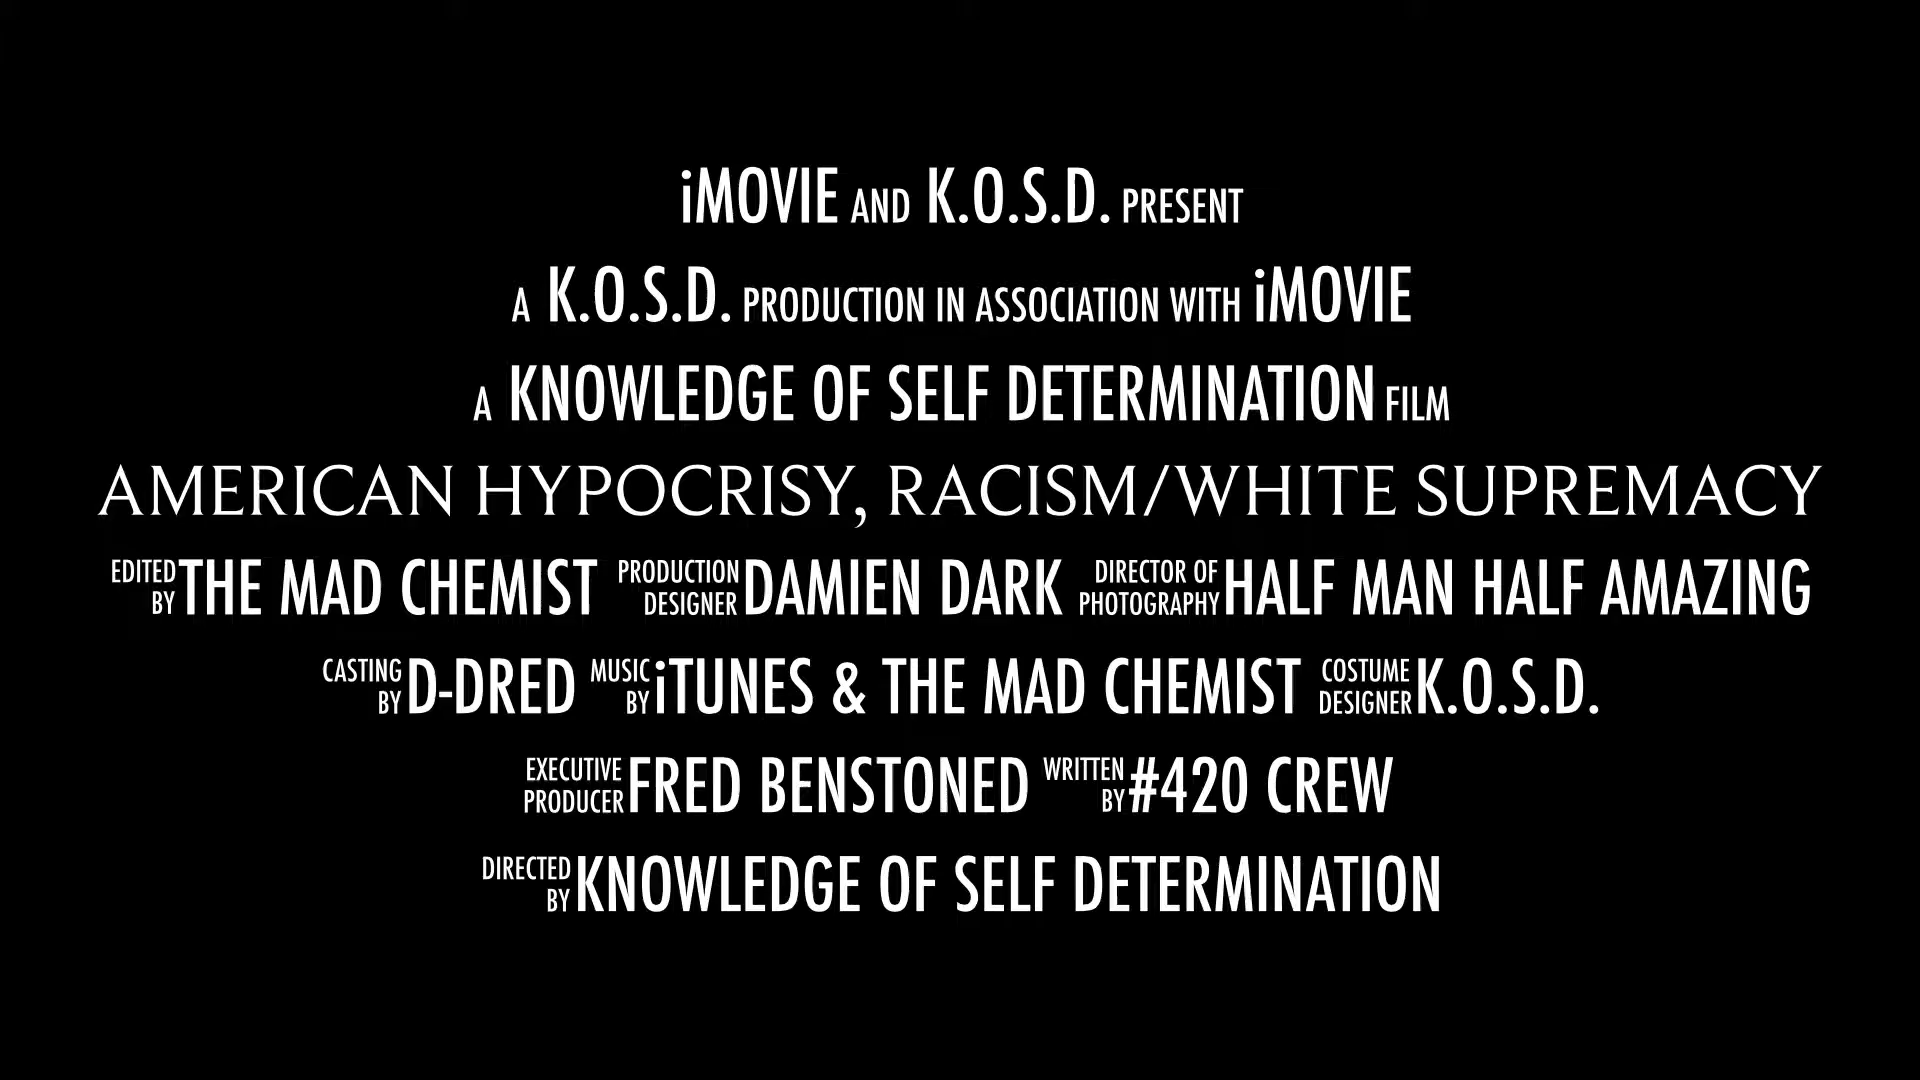 iMOVIE AND K.O.S.D. PRESENT
A K.O.S.D. PRODUCTION IN ASSOCIATION WITH iMOVIE
A KNOWLEDGE OF SELF DETERMINATION FILM
AMERICAN HYPOCRISY, RACISM/WHITE SUPREMACY
EDITED BY THE MAD CHEMIST PRODUCTION DESIGNER DAMIEN DARK DIRECTOR OF PHOTOGRAPHY HALF MAN HALF AMAZING
CASTING BY D-DRED MUSIC BY iTUNES & THE MAD CHEMIST COSTUME DESIGNER K.O.S.D.
EXECUTIVE PRODUCER FRED BENSTONED WRITTEN BY #420 CREW
DIRECTED BY KNOWLEDGE OF SELF DETERMINATION